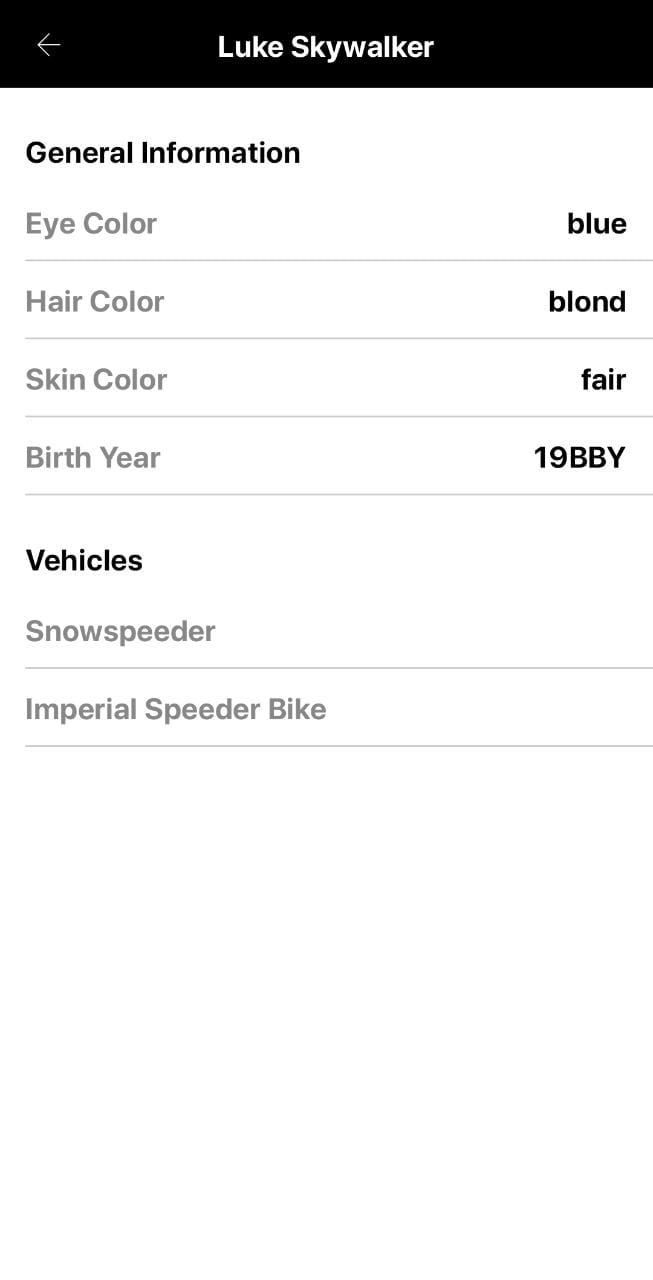 Luke Skywalker
General Information
Eye Color blue
Hair Color blond
Skin Color fair
Birth Year 19BBY
Vehicles
Snowspeeder
Imperial Speeder Bike